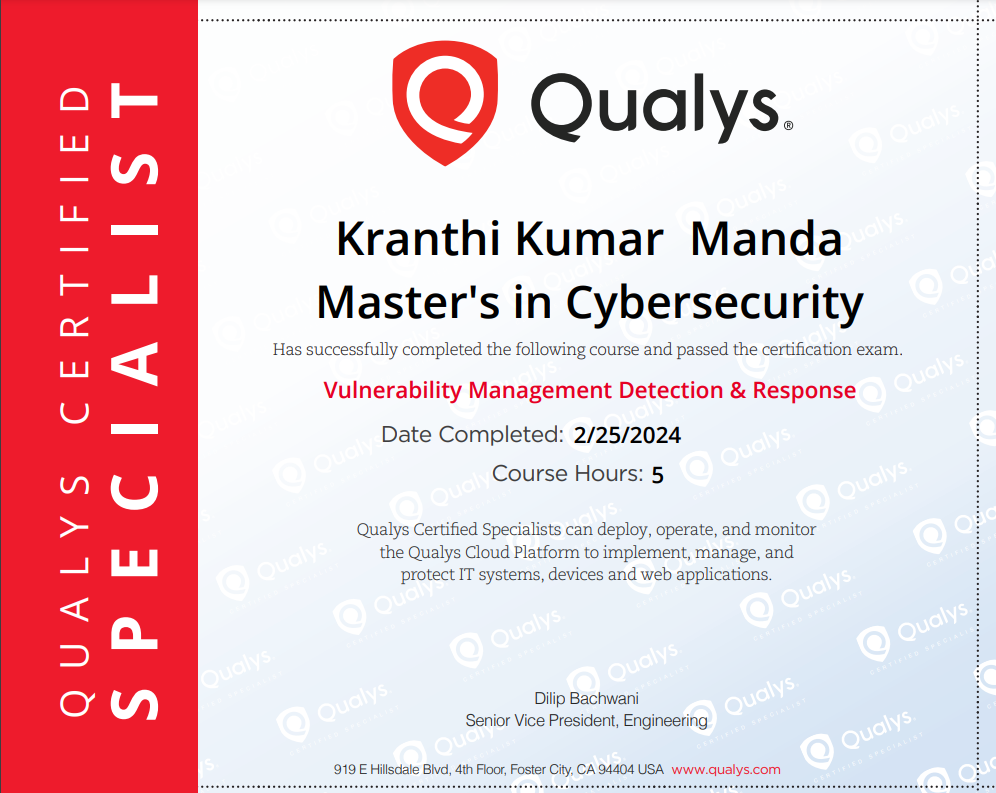 QUALYS CERTIFIED
SPECIALIST
Qualys®
Kranthi Kumar  Manda
Master's in Cybersecurity
Has successfully completed the following course and passed the certification exam.
Vulnerability Management Detection & Response
Date Completed: 2/25/2024
Course Hours: 5
Qualys Certified Specialists can deploy, operate, and monitor
the Qualys Cloud Platform to implement, manage, and
protect IT systems, devices and web applications.
Dilip Bachwani
Senior Vice President, Engineering
919 E Hillsdale Blvd, 4th Floor, Foster City, CA 94404 USA www.qualys.com